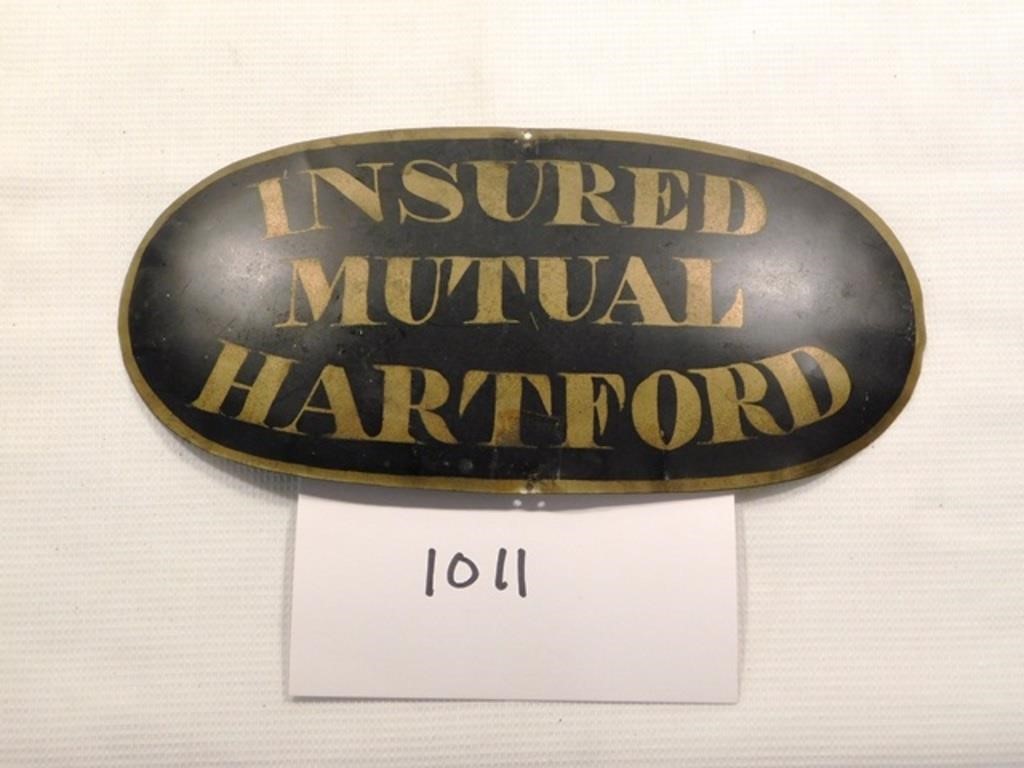 INSURED
MUTUAL
HARTFORD
1011